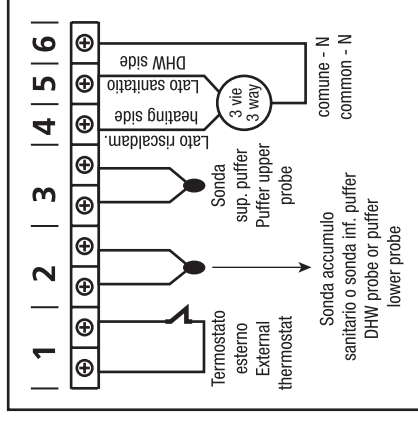 1
2
3
4
5
6
Termostato
esterno
External
thermostat
Sonda accumulo
sanitario o sonda inf. puffer
DHW probe or puffer
lower probe
Sonda
sup. puffer
Puffer upper
probe
Lato riscaldam.
heating side
Lato sanitatio
DHW side
3 vie
3 way
comune - N
common - N